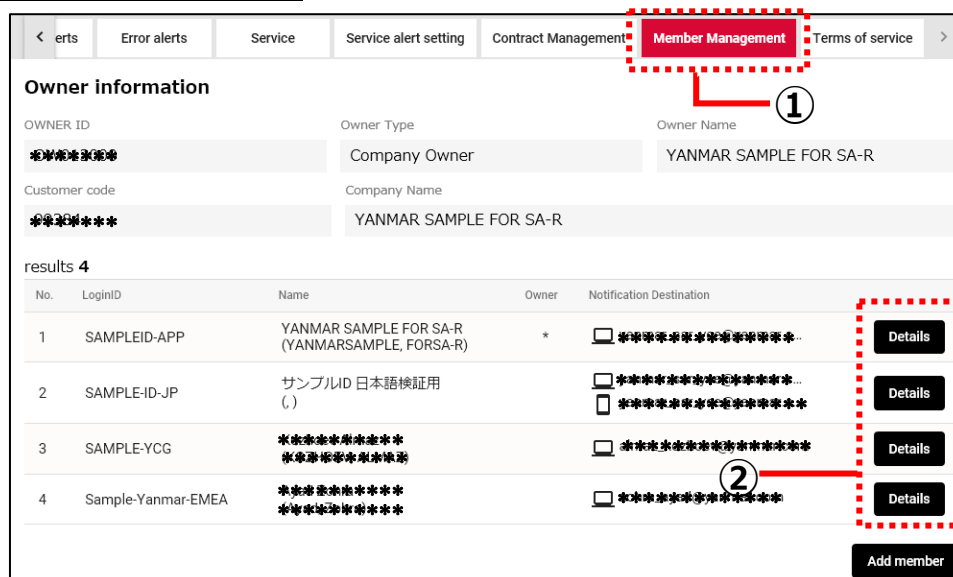 < erts Error alerts Service Service alert setting Contract Management Member Management Terms of service >
①
Owner information
OWNER ID Owner Type Owner Name
Company Owner YANMAR SAMPLE FOR SA-R
Customer code Company Name
YANMAR SAMPLE FOR SA-R
results 4
No. LoginID Name Owner Notification Destination
1 SAMPLEID-APP YANMAR SAMPLE FOR SA-R * Details
(YANMARSAMPLE, FORSA-R)
2 SAMPLE-ID-JP サンプルID 日本語検証用 Details
(, )
3 SAMPLE-YCG Details
②
4 Sample-Yanmar-EMEA Details
Add member